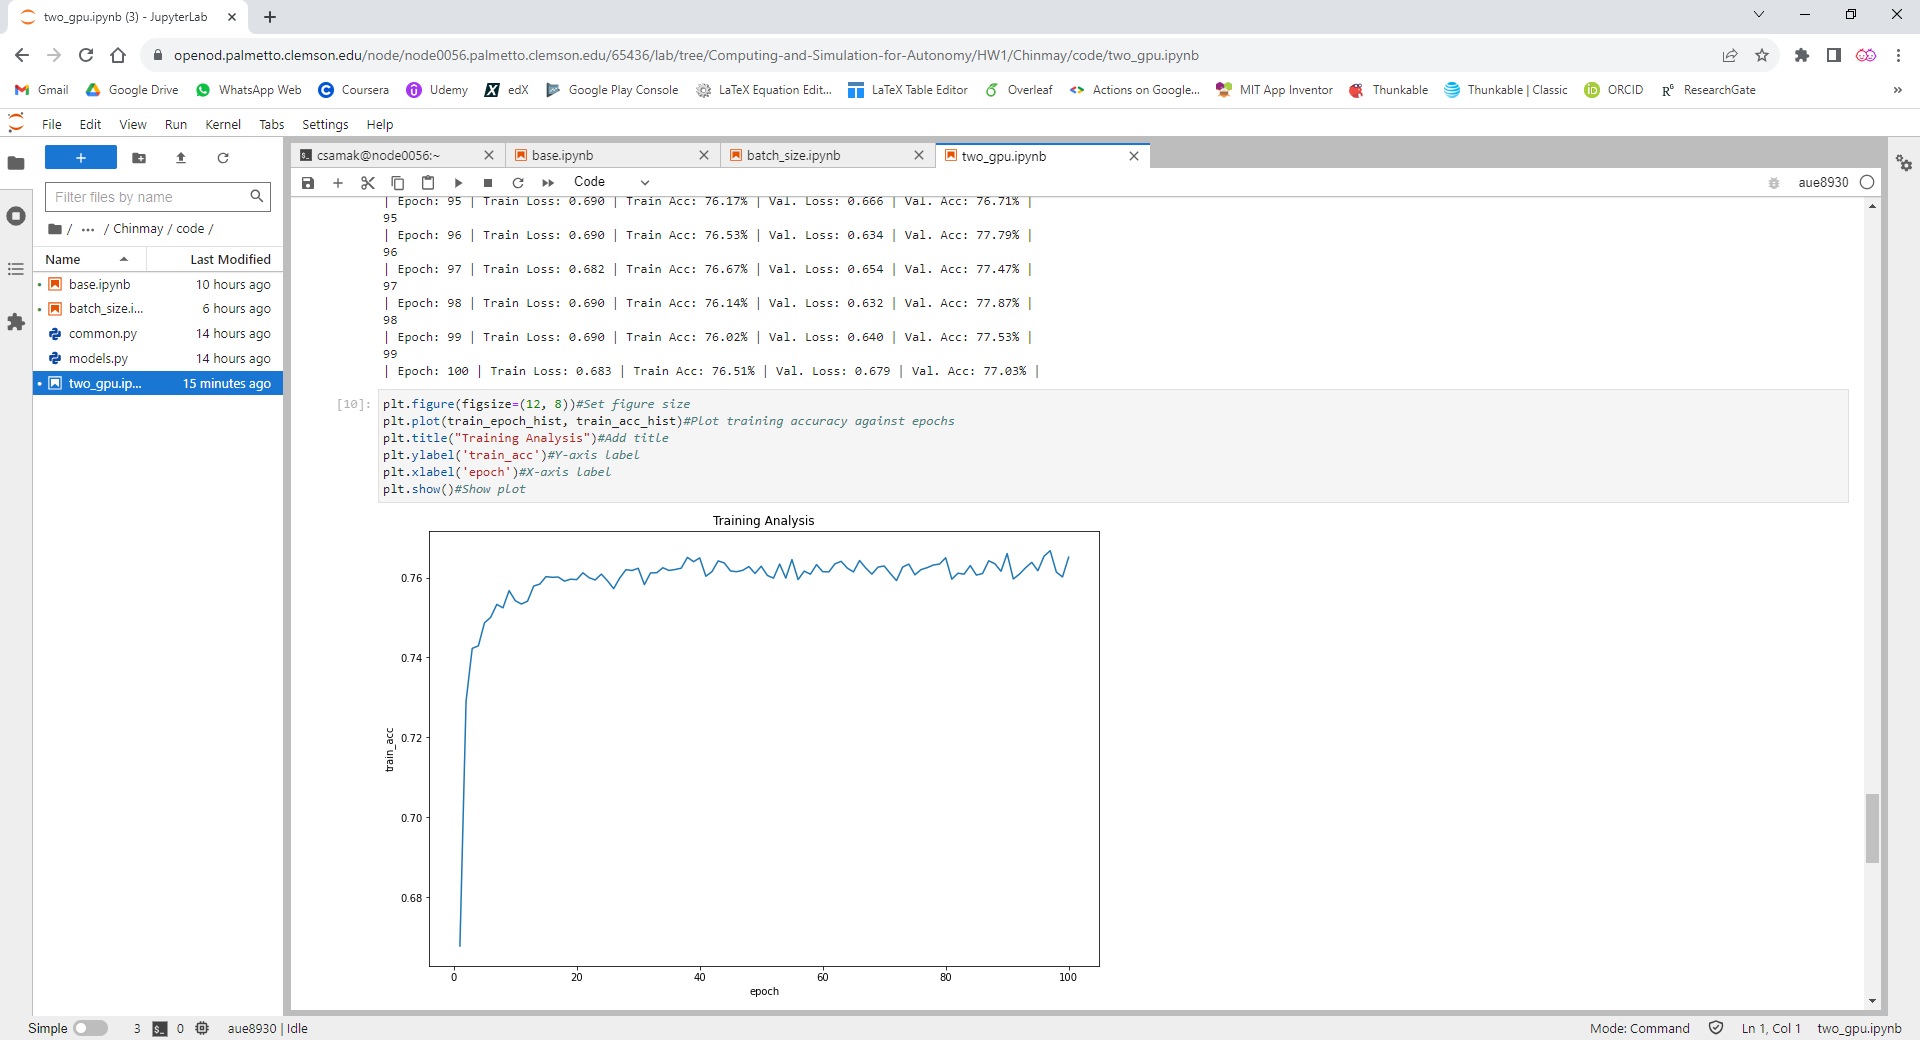 two_gpu.ipynb (3) - JupyterLab
openod.palmetto.clemson.edu/node/node0056.palmetto.clemson.edu/65436/lab/tree/Computing-and-Simulation-for-Autonomy/HW1/Chinmay/code/two_gpu.ipynb
Gmail Google Drive WhatsApp Web Coursera Udemy edX Google Play Console LaTeX Equation Edit... LaTeX Table Editor Overleaf Actions on Google... MIT App Inventor Thunkable Thunkable | Classic ORCID ResearchGate »
File Edit View Run Kernel Tabs Settings Help
csamak@node0056:~ base.ipynb batch_size.ipynb two_gpu.ipynb
Code aue8930
Filter files by name
/ ... / Chinmay / code /
Name Last Modified
base.ipynb 10 hours ago
batch_size.i... 6 hours ago
common.py 14 hours ago
models.py 14 hours ago
two_gpu.ip... 15 minutes ago
| Epoch: 95 | Train Loss: 0.690 | Train Acc: 76.17% | Val. Loss: 0.666 | Val. Acc: 76.71% |
95
| Epoch: 96 | Train Loss: 0.690 | Train Acc: 76.53% | Val. Loss: 0.634 | Val. Acc: 77.79% |
96
| Epoch: 97 | Train Loss: 0.682 | Train Acc: 76.67% | Val. Loss: 0.654 | Val. Acc: 77.47% |
97
| Epoch: 98 | Train Loss: 0.690 | Train Acc: 76.14% | Val. Loss: 0.632 | Val. Acc: 77.87% |
98
| Epoch: 99 | Train Loss: 0.690 | Train Acc: 76.02% | Val. Loss: 0.640 | Val. Acc: 77.53% |
99
| Epoch: 100 | Train Loss: 0.683 | Train Acc: 76.51% | Val. Loss: 0.679 | Val. Acc: 77.03% |
[10]: plt.figure(figsize=(12, 8))#Set figure size
plt.plot(train_epoch_hist, train_acc_hist)#Plot training accuracy against epochs
plt.title("Training Analysis")#Add title
plt.ylabel('train_acc')#Y-axis label
plt.xlabel('epoch')#X-axis label
plt.show()#Show plot
Training Analysis
0.76
0.74
0.72
0.70
0.68
train_acc
0 20 40 60 80 100
epoch
Simple 3 0 aue8930 | Idle Mode: Command Ln 1, Col 1 two_gpu.ipynb